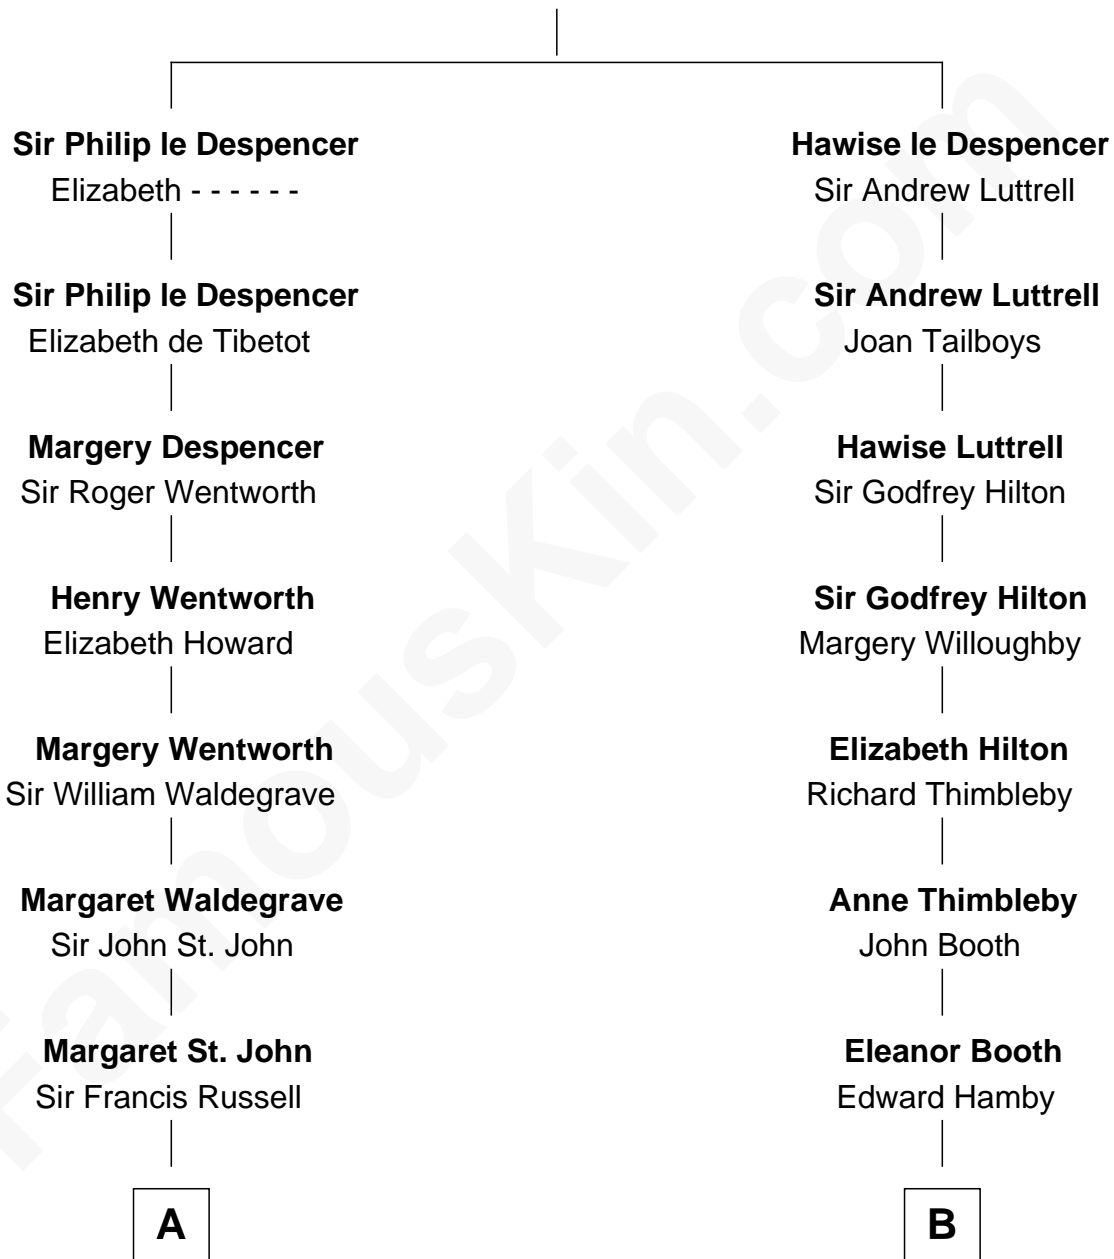 Sir Philip le Despencer
Elizabeth - - - - - -
Sir Philip le Despencer
Elizabeth de Tibetot
Margery Despencer
Sir Roger Wentworth
Henry Wentworth
Elizabeth Howard
Margery Wentworth
Sir William Waldegrave
Margaret Waldegrave
Sir John St. John
Margaret St. John
Sir Francis Russell
A
Hawise le Despencer
Sir Andrew Luttrell
Sir Andrew Luttrell
Joan Tailboys
Hawise Luttrell
Sir Godfrey Hilton
Sir Godfrey Hilton
Margery Willoughby
Elizabeth Hilton
Richard Thimbleby
Anne Thimbleby
John Booth
Eleanor Booth
Edward Hamby
B
FamousKin.com